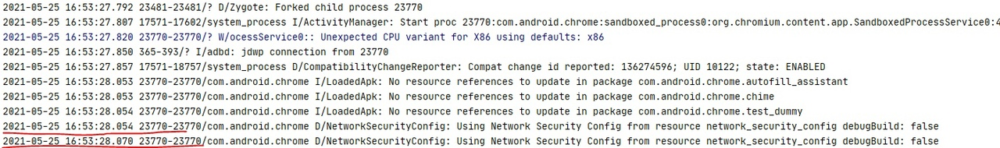 2021-05-25 16:53:27.792 23481-23481/? D/Zygote: Forked child process 23770
2021-05-25 16:53:27.807 17571-17602/system_process I/ActivityManager: Start proc 23770:com.android.chrome:sandboxed_process0:org.chromium.content.app.SandboxedProcessService0:4
2021-05-25 16:53:27.820 23770-23770/? W/ocessService0:: Unexpected CPU variant for X86 using defaults: x86
2021-05-25 16:53:27.850 365-393/? I/adbd: jdwp connection from 23770
2021-05-25 16:53:27.857 17571-18757/system_process D/CompatibilityChangeReporter: Compat change id reported: 136274596; UID 10122; state: ENABLED
2021-05-25 16:53:28.053 23770-23770/com.android.chrome I/LoadedApk: No resource references to update in package com.android.chrome.autofill_assistant
2021-05-25 16:53:28.053 23770-23770/com.android.chrome I/LoadedApk: No resource references to update in package com.android.chrome.chime
2021-05-25 16:53:28.054 23770-23770/com.android.chrome I/LoadedApk: No resource references to update in package com.android.chrome.test_dummy
2021-05-25 16:53:28.054 23770-23770/com.android.chrome D/NetworkSecurityConfig: Using Network Security Config from resource network_security_config debugBuild: false
2021-05-25 16:53:28.070 23770-23770/com.android.chrome D/NetworkSecurityConfig: Using Network Security Config from resource network_security_config debugBuild: false